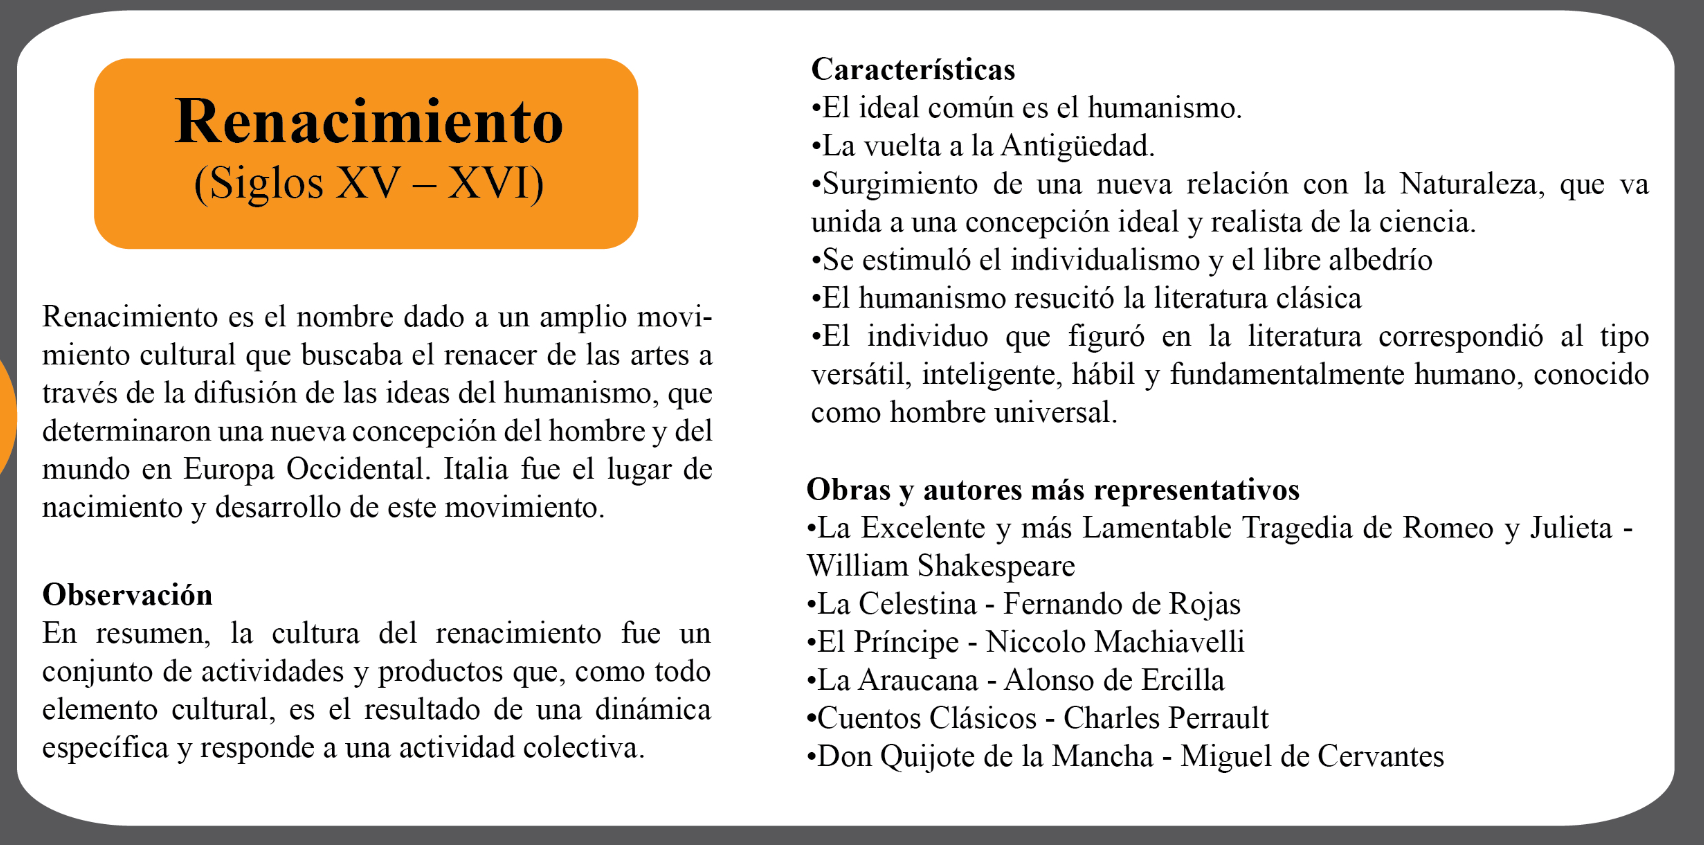 Renacimiento
(Siglos XV – XVI)
Renacimiento es el nombre dado a un amplio movi-
miento cultural que buscaba el renacer de las artes a
través de la difusión de las ideas del humanismo, que
determinaron una nueva concepción del hombre y del
mundo en Europa Occidental. Italia fue el lugar de
nacimiento y desarrollo de este movimiento.
Observación
En resumen, la cultura del renacimiento fue un
conjunto de actividades y productos que, como todo
elemento cultural, es el resultado de una dinámica
específica y responde a una actividad colectiva.
Características
•El ideal común es el humanismo.
•La vuelta a la Antigüedad.
•Surgimiento de una nueva relación con la Naturaleza, que va
unida a una concepción ideal y realista de la ciencia.
•Se estimuló el individualismo y el libre albedrío
•El humanismo resucitó la literatura clásica
•El individuo que figuró en la literatura correspondió al tipo
versátil, inteligente, hábil y fundamentalmente humano, conocido
como hombre universal.
Obras y autores más representativos
•La Excelente y más Lamentable Tragedia de Romeo y Julieta -
William Shakespeare
•La Celestina - Fernando de Rojas
•El Príncipe - Niccolo Machiavelli
•La Araucana - Alonso de Ercilla
•Cuentos Clásicos - Charles Perrault
•Don Quijote de la Mancha - Miguel de Cervantes